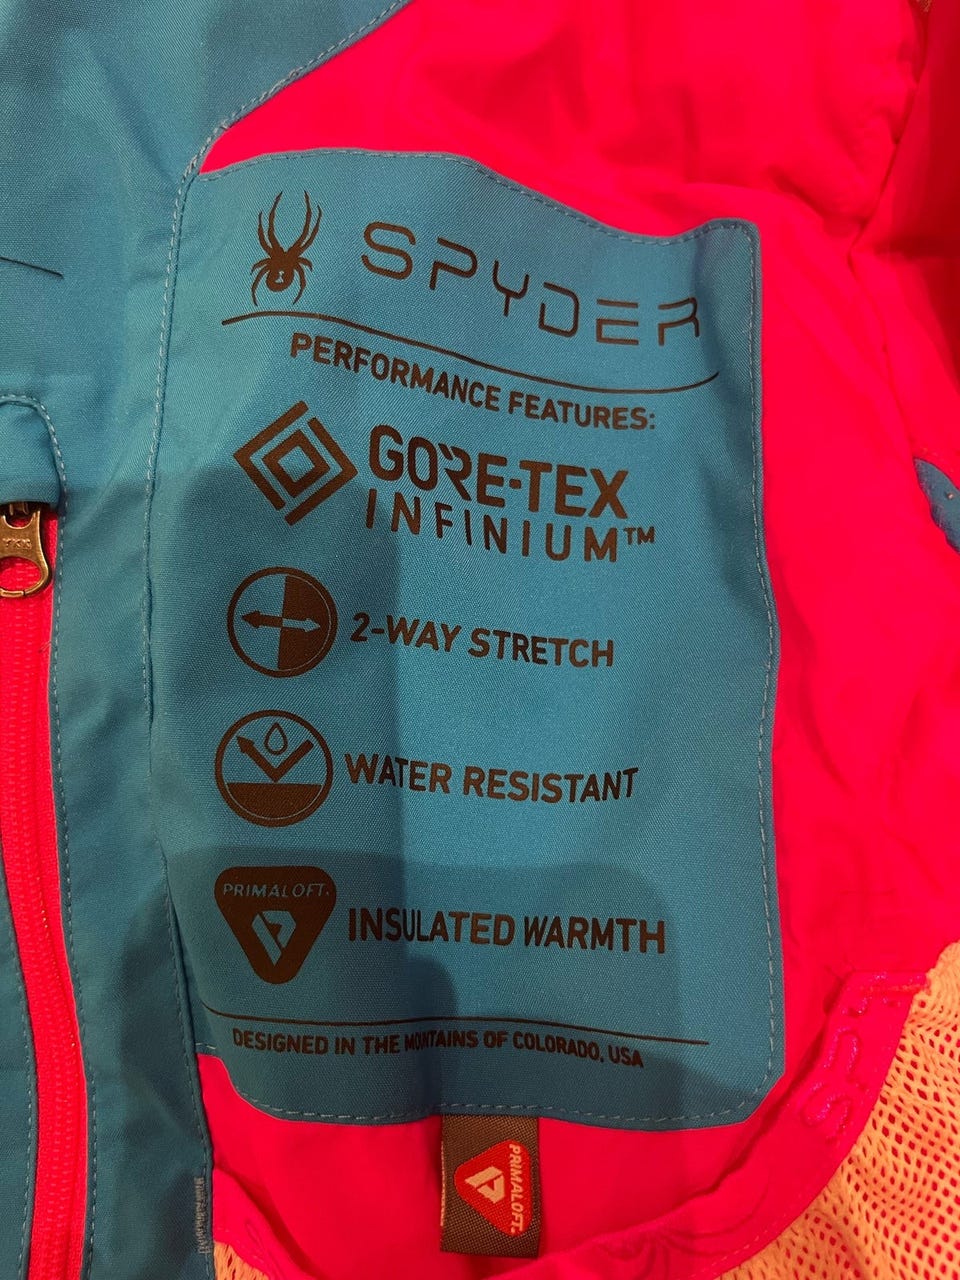 SPYDER
PERFORMANCE FEATURES:
GORE-TEX
INFINIUM™
2-WAY STRETCH
WATER RESISTANT
PRIMALOFT.
INSULATED WARMTH
DESIGNED IN THE MOUNTAINS OF COLORADO, USA
PRIMALOFT.
YKK